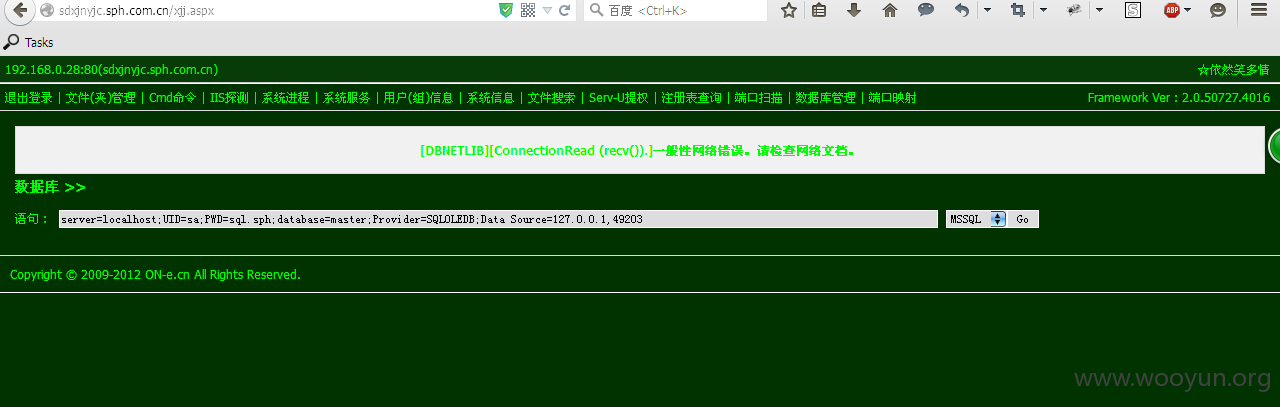 sdxjnyjc.sph.com.cn/xjj.aspx
百度 <Ctrl+K>
Tasks
192.168.0.28:80(sdxjnyjc.sph.com.cn)
☆依然笑多情
退出登录 | 文件(夹)管理 | Cmd命令 | IIS探测 | 系统进程 | 系统服务 | 用户(组)信息 | 系统信息 | 文件搜索 | Serv-U提权 | 注册表查询 | 端口扫描 | 数据库管理 | 端口映射
Framework Ver : 2.0.50727.4016
[DBNETLIB][ConnectionRead (recv()).]一般性网络错误。请检查网络文档。
数据库 >>
语句： server=localhost;UID=sa;PWD=sql.sph;database=master;Provider=SQLOLEDB;Data Source=127.0.0.1,49203 MSSQL Go
Copyright © 2009-2012 ON-e.cn All Rights Reserved.
www.wooyun.org
S
ABP